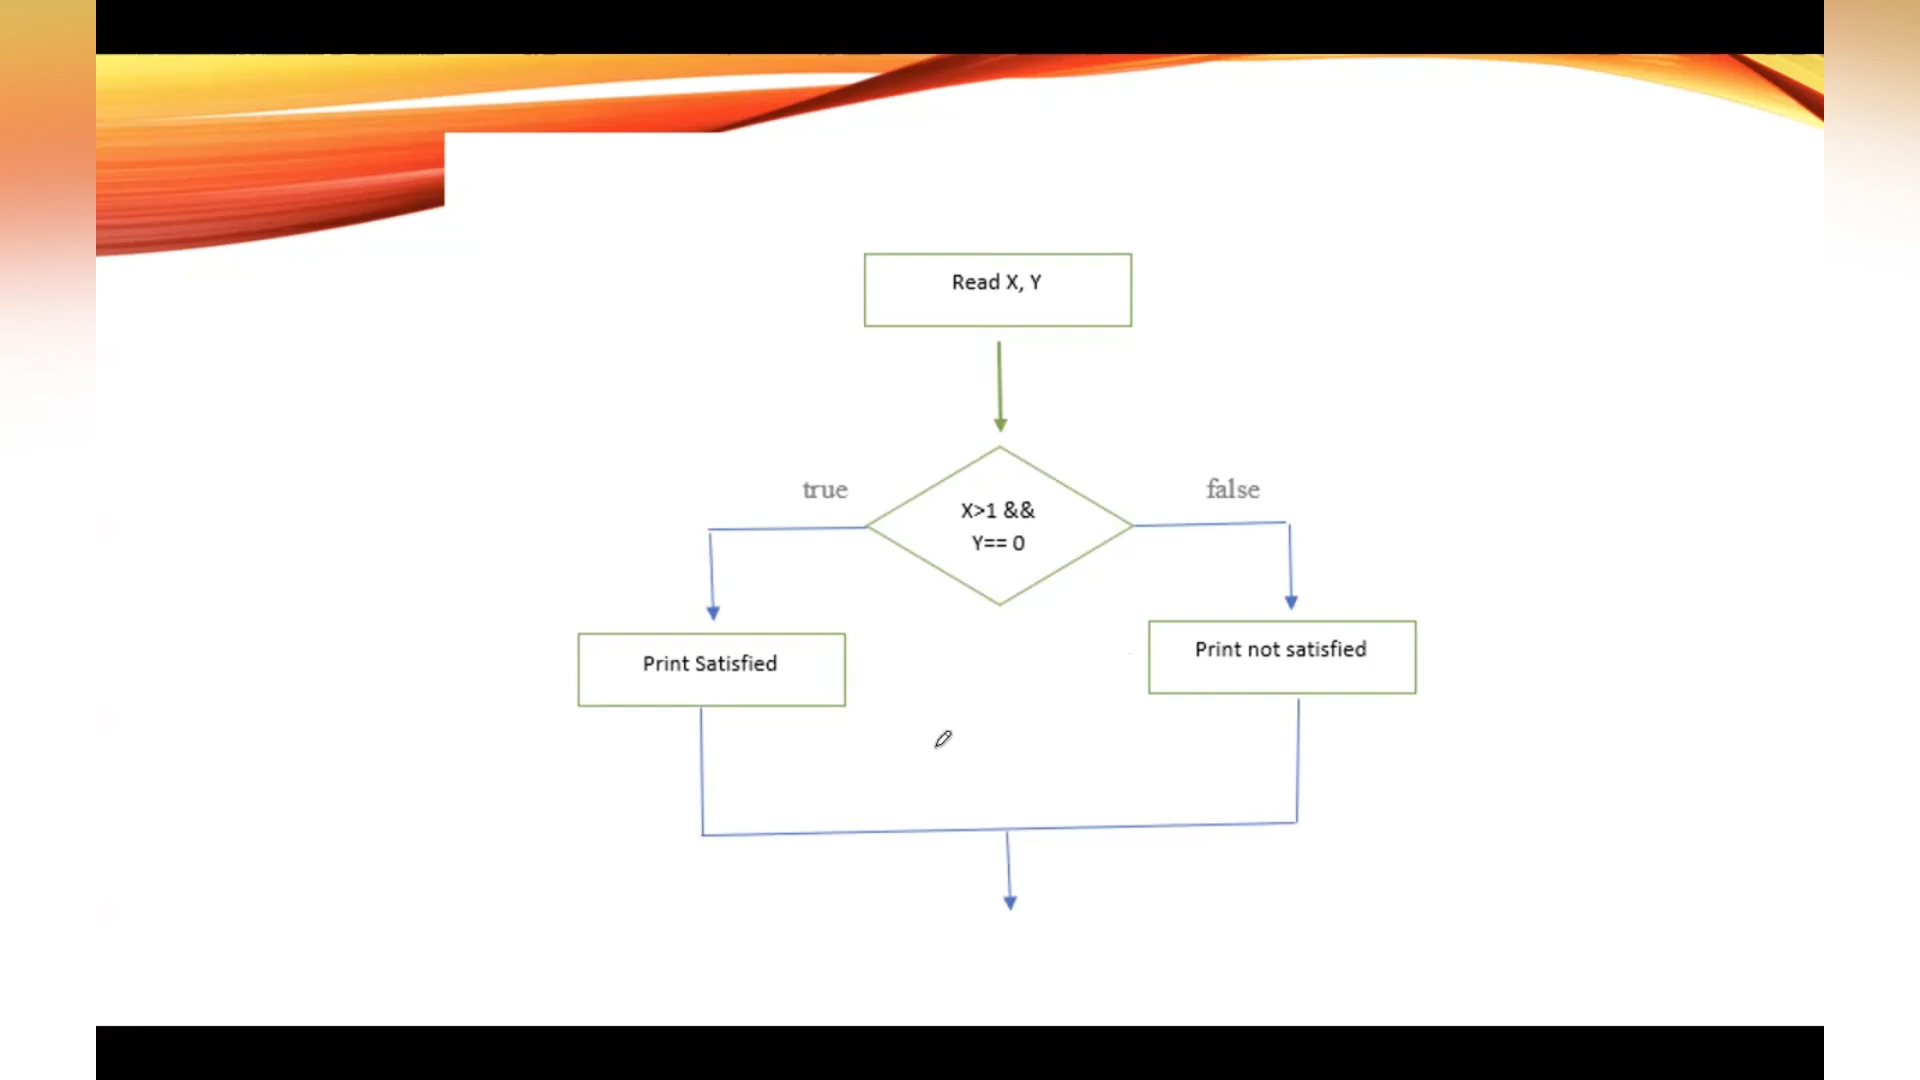 Read X, Y
true
false
X>1 &&
Y== 0
Print Satisfied
Print not satisfied